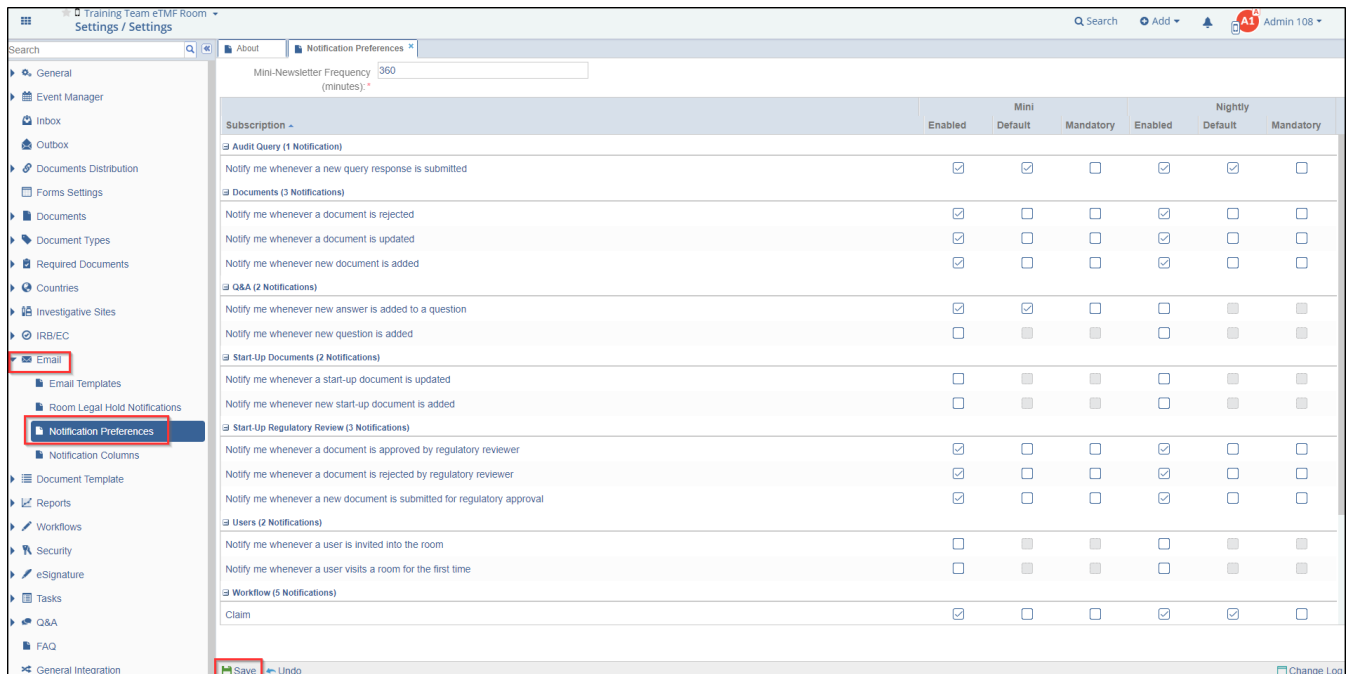 Training Team eTMF Room
Settings / Settings
Search
Add
A
A1
Admin 108
Search
About
Notification Preferences ×
General
Event Manager
Inbox
Outbox
Documents Distribution
Forms Settings
Documents
Document Types
Required Documents
Countries
Investigative Sites
IRB/EC
Email
Email Templates
Room Legal Hold Notifications
Notification Preferences
Notification Columns
Document Template
Reports
Workflows
Security
eSignature
Tasks
Q&A
FAQ
General Integration
Mini-Newsletter Frequency
(minutes): *
360
Mini Nightly
Subscription Enabled Default Mandatory Enabled Default Mandatory
Audit Query (1 Notification)
Notify me whenever a new query response is submitted
Documents (3 Notifications)
Notify me whenever a document is rejected
Notify me whenever a document is updated
Notify me whenever new document is added
Q&A (2 Notifications)
Notify me whenever new answer is added to a question
Notify me whenever new question is added
Start-Up Documents (2 Notifications)
Notify me whenever a start-up document is updated
Notify me whenever new start-up document is added
Start-Up Regulatory Review (3 Notifications)
Notify me whenever a document is approved by regulatory reviewer
Notify me whenever a document is rejected by regulatory reviewer
Notify me whenever a new document is submitted for regulatory approval
Users (2 Notifications)
Notify me whenever a user is invited into the room
Notify me whenever a user visits a room for the first time
Workflow (5 Notifications)
Claim
Save
Undo
Change Log